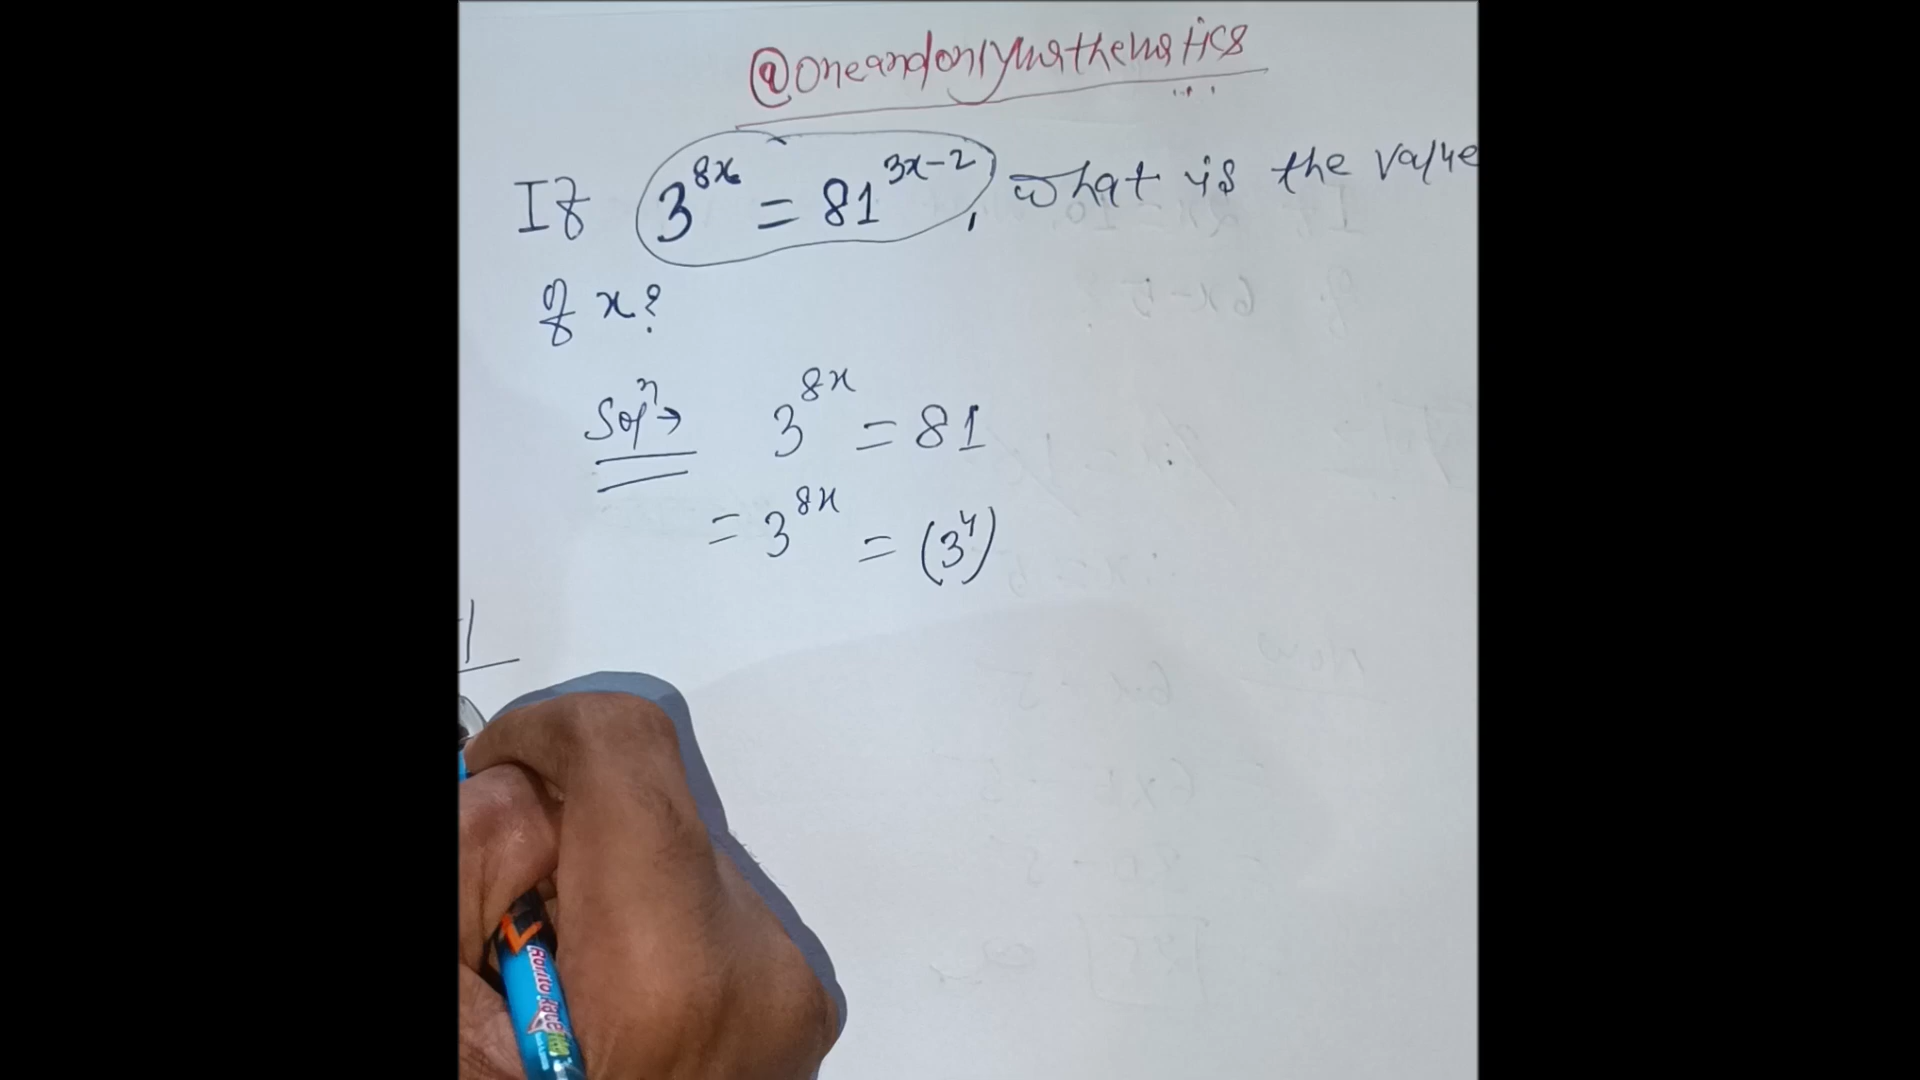 @oneandonlymathematics
If 3^{8x} = 81^{3x-2}, what is the value
of x?
Sol^n→ 3^{8x} = 81
= 3^{8x} = (3^4)